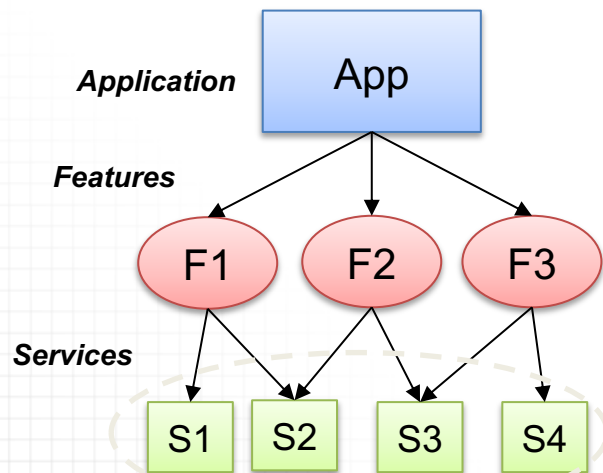 Application
App
Features
F1 F2 F3
Services
S1 S2 S3 S4